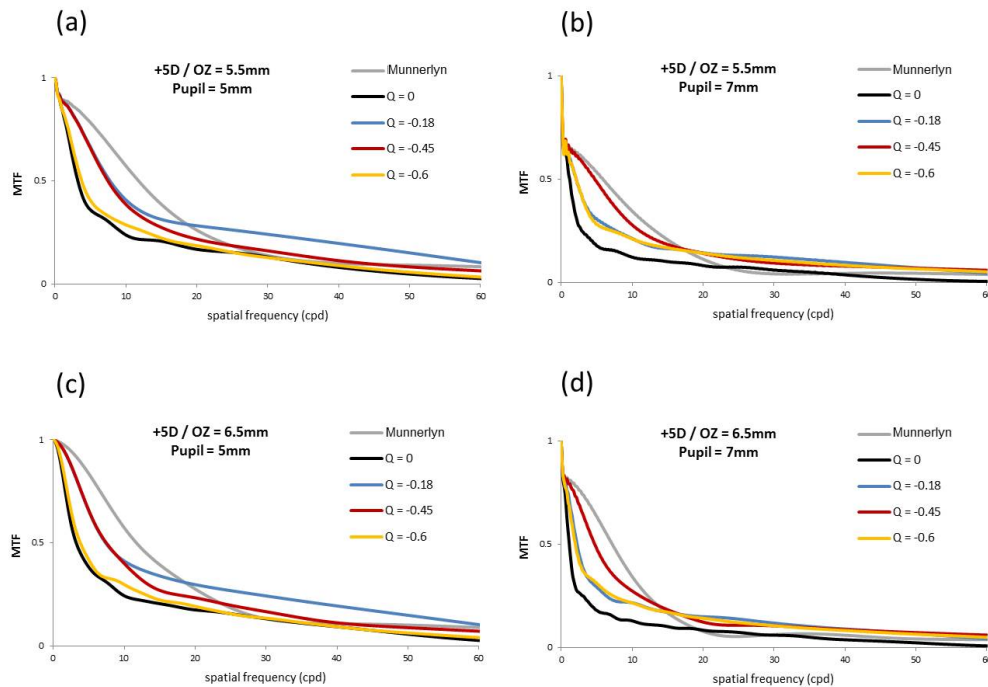 (a)
+5D / OZ = 5.5mm
Pupil = 5mm
Munnerlyn
Q = 0
Q = -0.18
Q = -0.45
Q = -0.6
MTF
1
0.5
0
0 10 20 30 40 50 60
spatial frequency (cpd)
(b)
+5D / OZ = 5.5mm
Pupil = 7mm
Munnerlyn
Q = 0
Q = -0.18
Q = -0.45
Q = -0.6
MTF
1
0.5
0
0 10 20 30 40 50 60
spatial frequency (cpd)
(c)
+5D / OZ = 6.5mm
Pupil = 5mm
Munnerlyn
Q = 0
Q = -0.18
Q = -0.45
Q = -0.6
MTF
1
0.5
0
0 10 20 30 40 50 60
spatial frequency (cpd)
(d)
+5D / OZ = 6.5mm
Pupil = 7mm
Munnerlyn
Q = 0
Q = -0.18
Q = -0.45
Q = -0.6
MTF
1
0.5
0
0 10 20 30 40 50 60
spatial frequency (cpd)